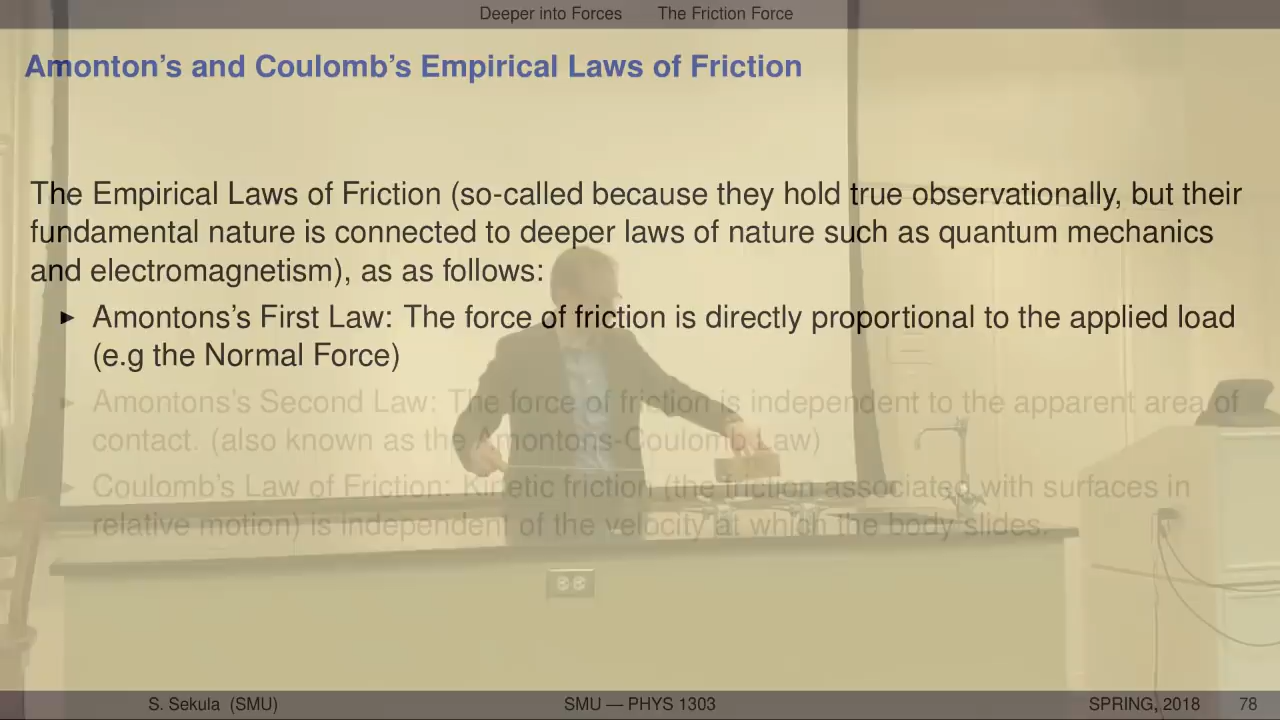 Deeper into Forces The Friction Force
Amonton's and Coulomb's Empirical Laws of Friction
The Empirical Laws of Friction (so-called because they hold true observationally, but their
fundamental nature is connected to deeper laws of nature such as quantum mechanics
and electromagnetism), as as follows:
▶ Amontons's First Law: The force of friction is directly proportional to the applied load
(e.g the Normal Force)
▶ Amontons's Second Law: The force of friction is independent to the apparent area of
contact. (also known as the Amontons-Coulomb Law)
▶ Coulomb's Law of Friction: Kinetic friction (the friction associated with surfaces in
relative motion) is independent of the velocity at which the body slides.
S. Sekula (SMU) SMU — PHYS 1303 SPRING, 2018 78